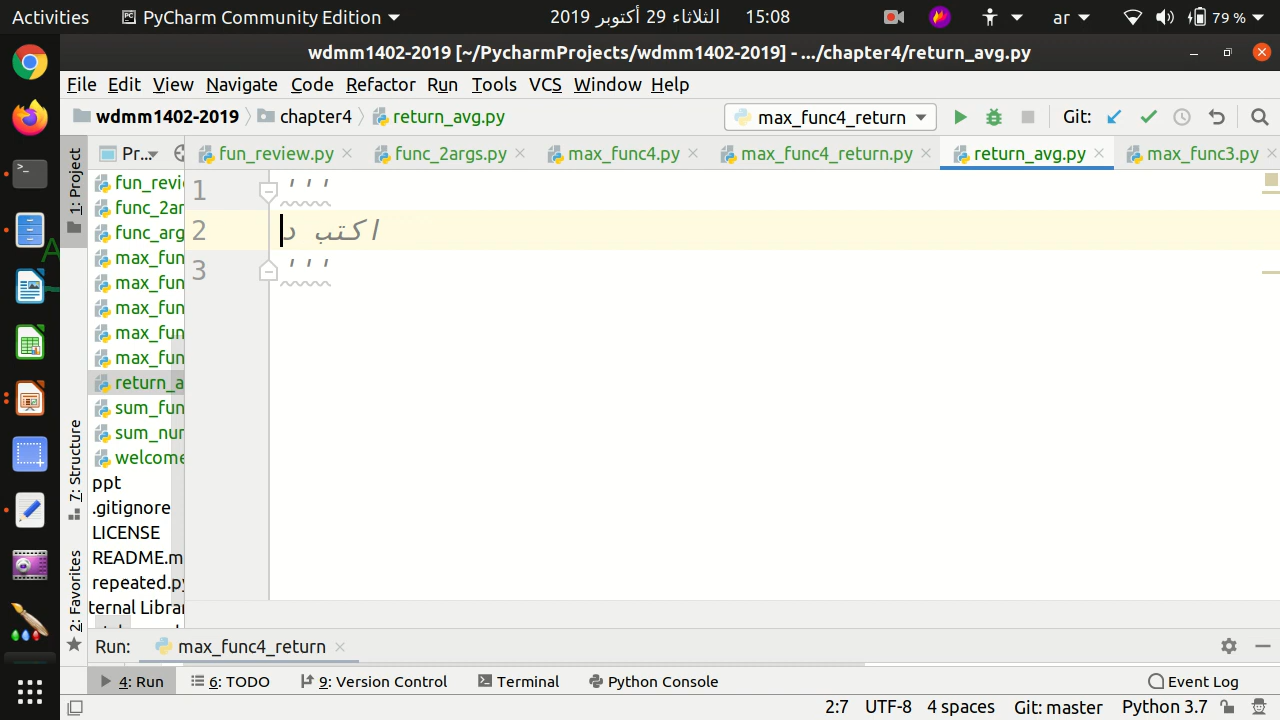 Activities PyCharm Community Edition الثلاثاء 29 أكتوبر 2019 15:08 ar 79 %
wdmm1402-2019 [~/PycharmProjects/wdmm1402-2019] - .../chapter4/return_avg.py
File Edit View Navigate Code Refactor Run Tools VCS Window Help
wdmm1402-2019 chapter4 return_avg.py max_func4_return Git:
1: Project
Pr... fun_review.py func_2args.py max_func4.py max_func4_return.py return_avg.py max_func3.py
fun_revi
func_2ar
func_arg
max_fun
max_fun
max_fun
max_fun
max_fun
return_a
sum_fun
sum_nur
welcome
ppt
.gitignore
LICENSE
README.m
repeated.py
ternal Librar
7: Structure
2: Favorites
1 '''
2 اكتب د
3 '''
Run: max_func4_return
4: Run 6: TODO 9: Version Control Terminal Python Console Event Log
2:7 UTF-8 4 spaces Git: master Python 3.7